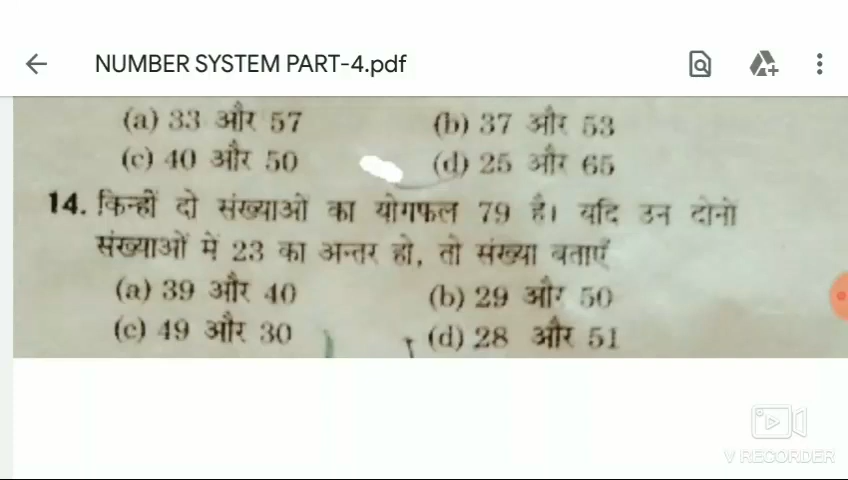 NUMBER SYSTEM PART-4.pdf
(a) 33 और 57 (b) 37 और 53
(c) 40 और 50 (d) 25 और 65
14. किन्हीं दो संख्याओं का योगफल 79 है। यदि उन दोनों
संख्याओं में 23 का अन्तर हो, तो संख्या बताएँ
(a) 39 और 40 (b) 29 और 50
(c) 49 और 30 (d) 28 और 51
V RECORDER